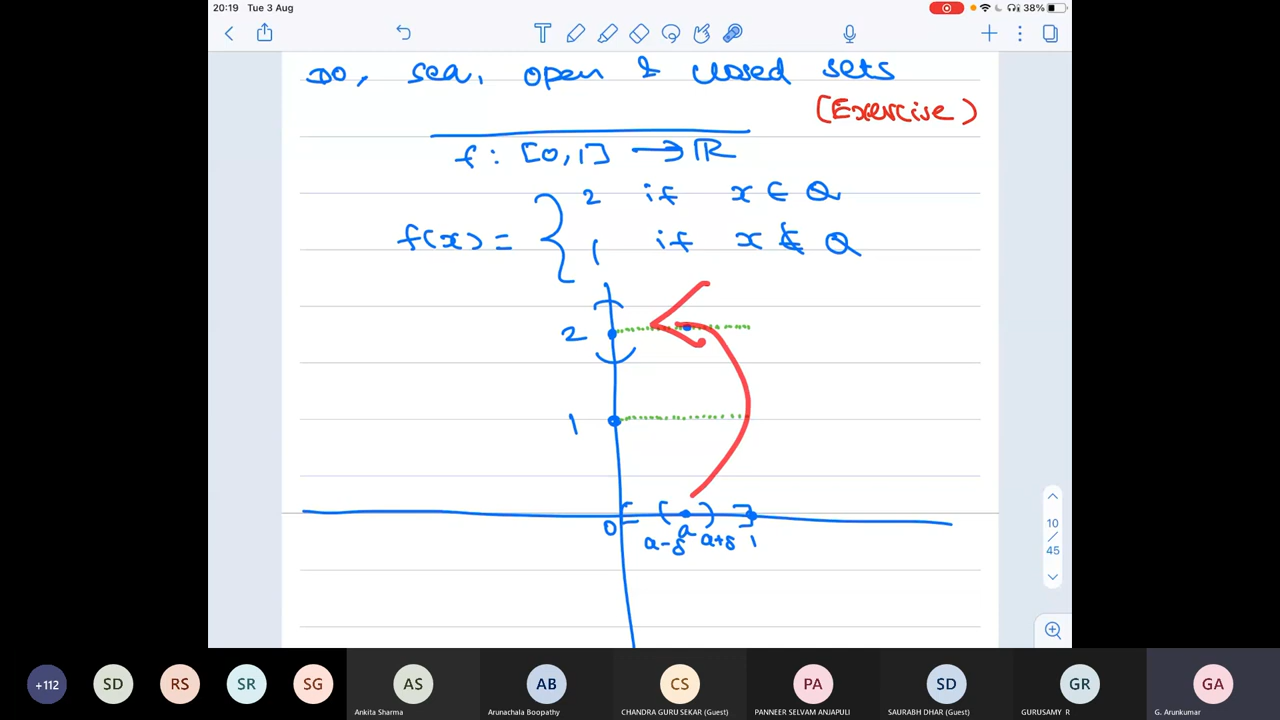 20:19 Tue 3 Aug
38%
DO, seq, open & closed sets
(Exercise)
f : [0,1] → ℝ
f(x) = { 2 if x ∈ Q
1 if x ∉ Q
2
1
[ ( ) ]
0 a 1
a-δ a+δ
10
/
45
+112 SD RS SR SG AS AB CS PA SD GR GA
Ankita Sharma Arunachala Boopathy CHANDRA GURU SEKAR (Guest) PANNEER SELVAM ANJAPULI SAURABH DHAR (Guest) GURUSAMY R G. Arunkumar